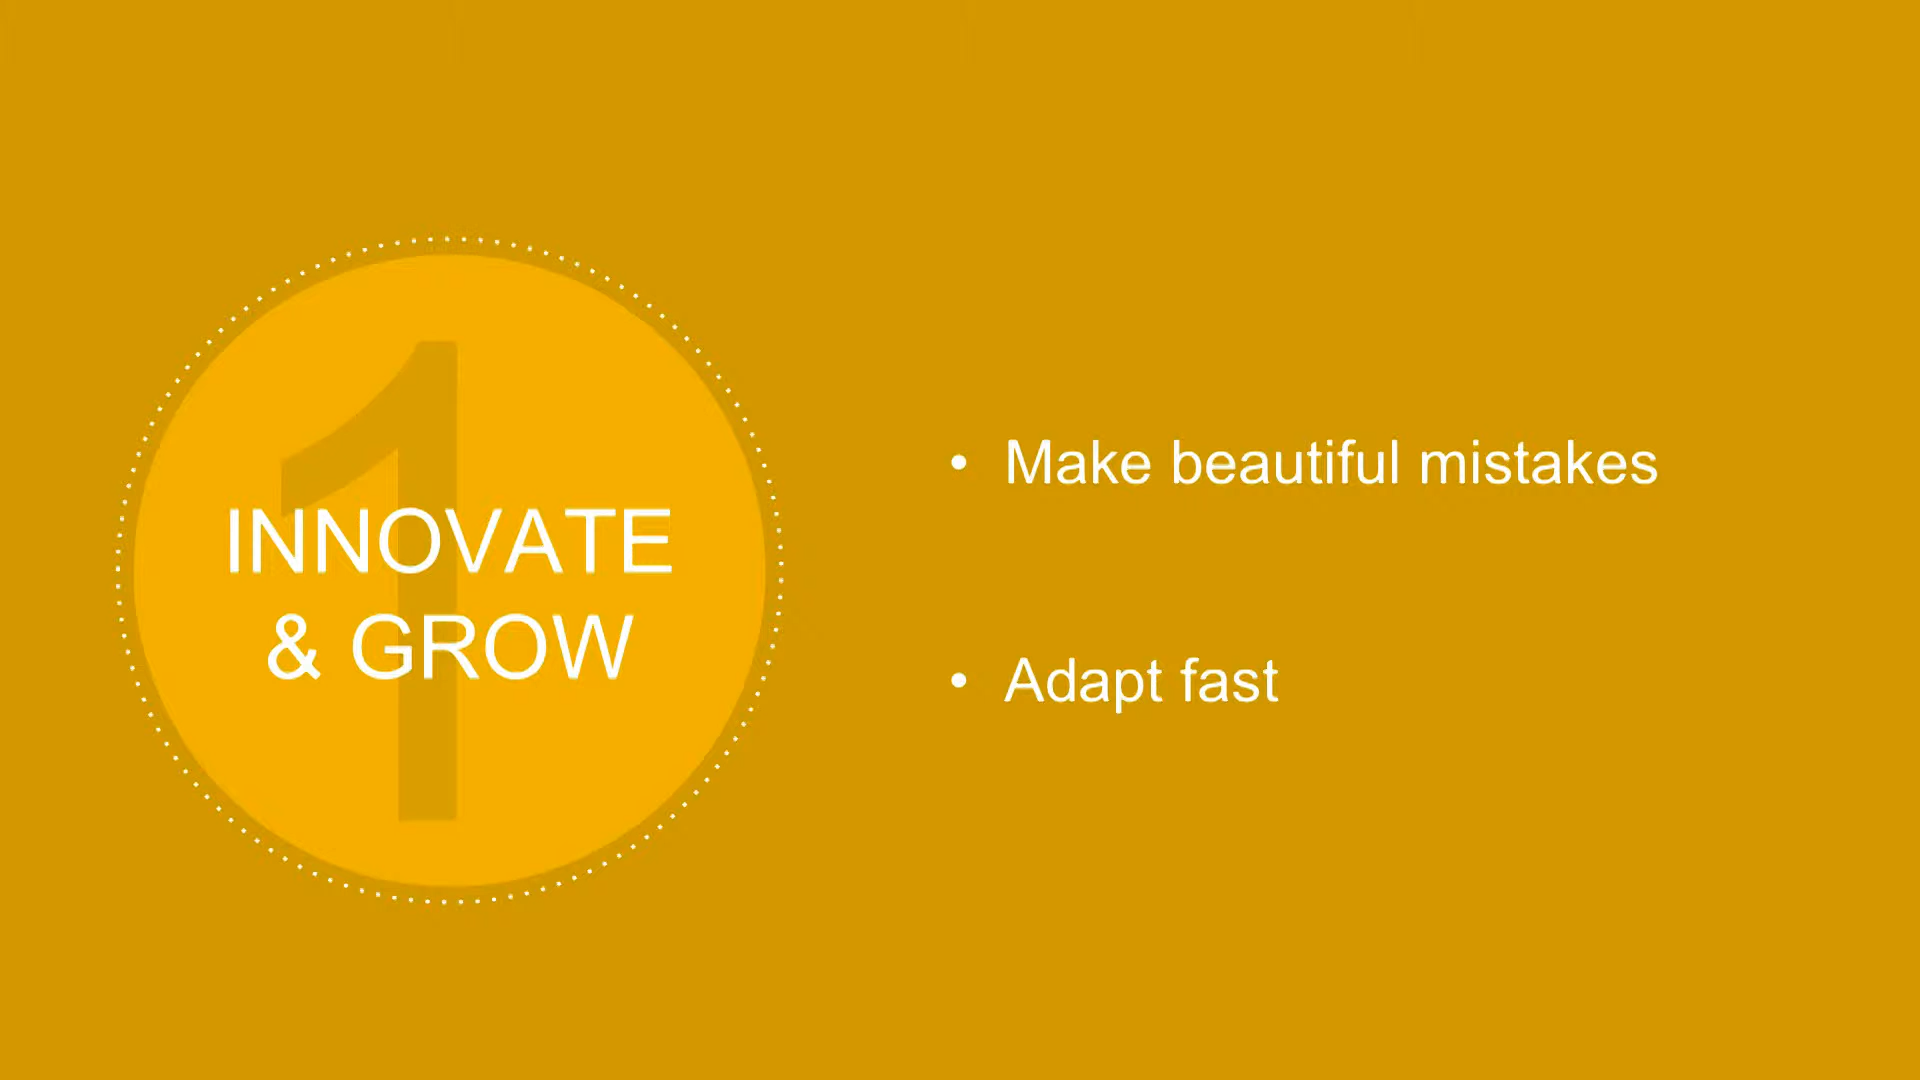 1
INNOVATE
& GROW
• Make beautiful mistakes
• Adapt fast